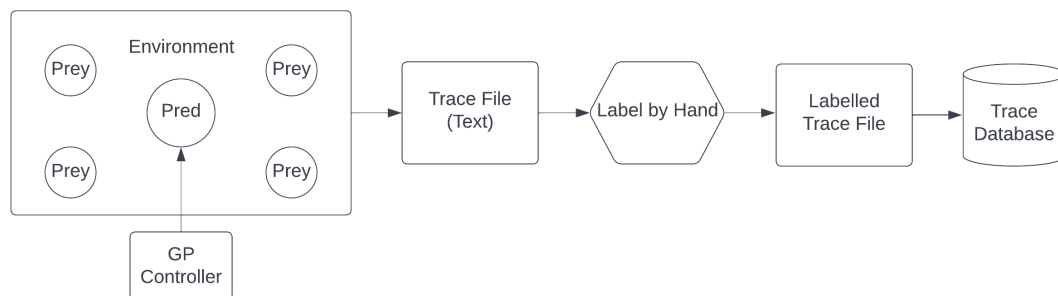 Environment
Prey
Prey
Pred
Prey
Prey
GP
Controller
Trace File
(Text)
Label by Hand
Labelled
Trace File
Trace
Database